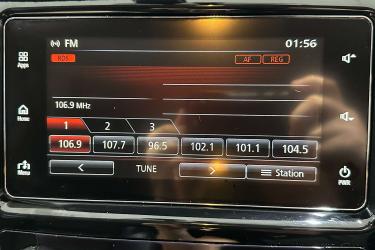 FM 01:56
RDS AF REG
Apps
106.9 MHz
Home
1 2 3
106.9 107.7 96.5 102.1 101.1 104.5
Menu < TUNE > Station
PWR